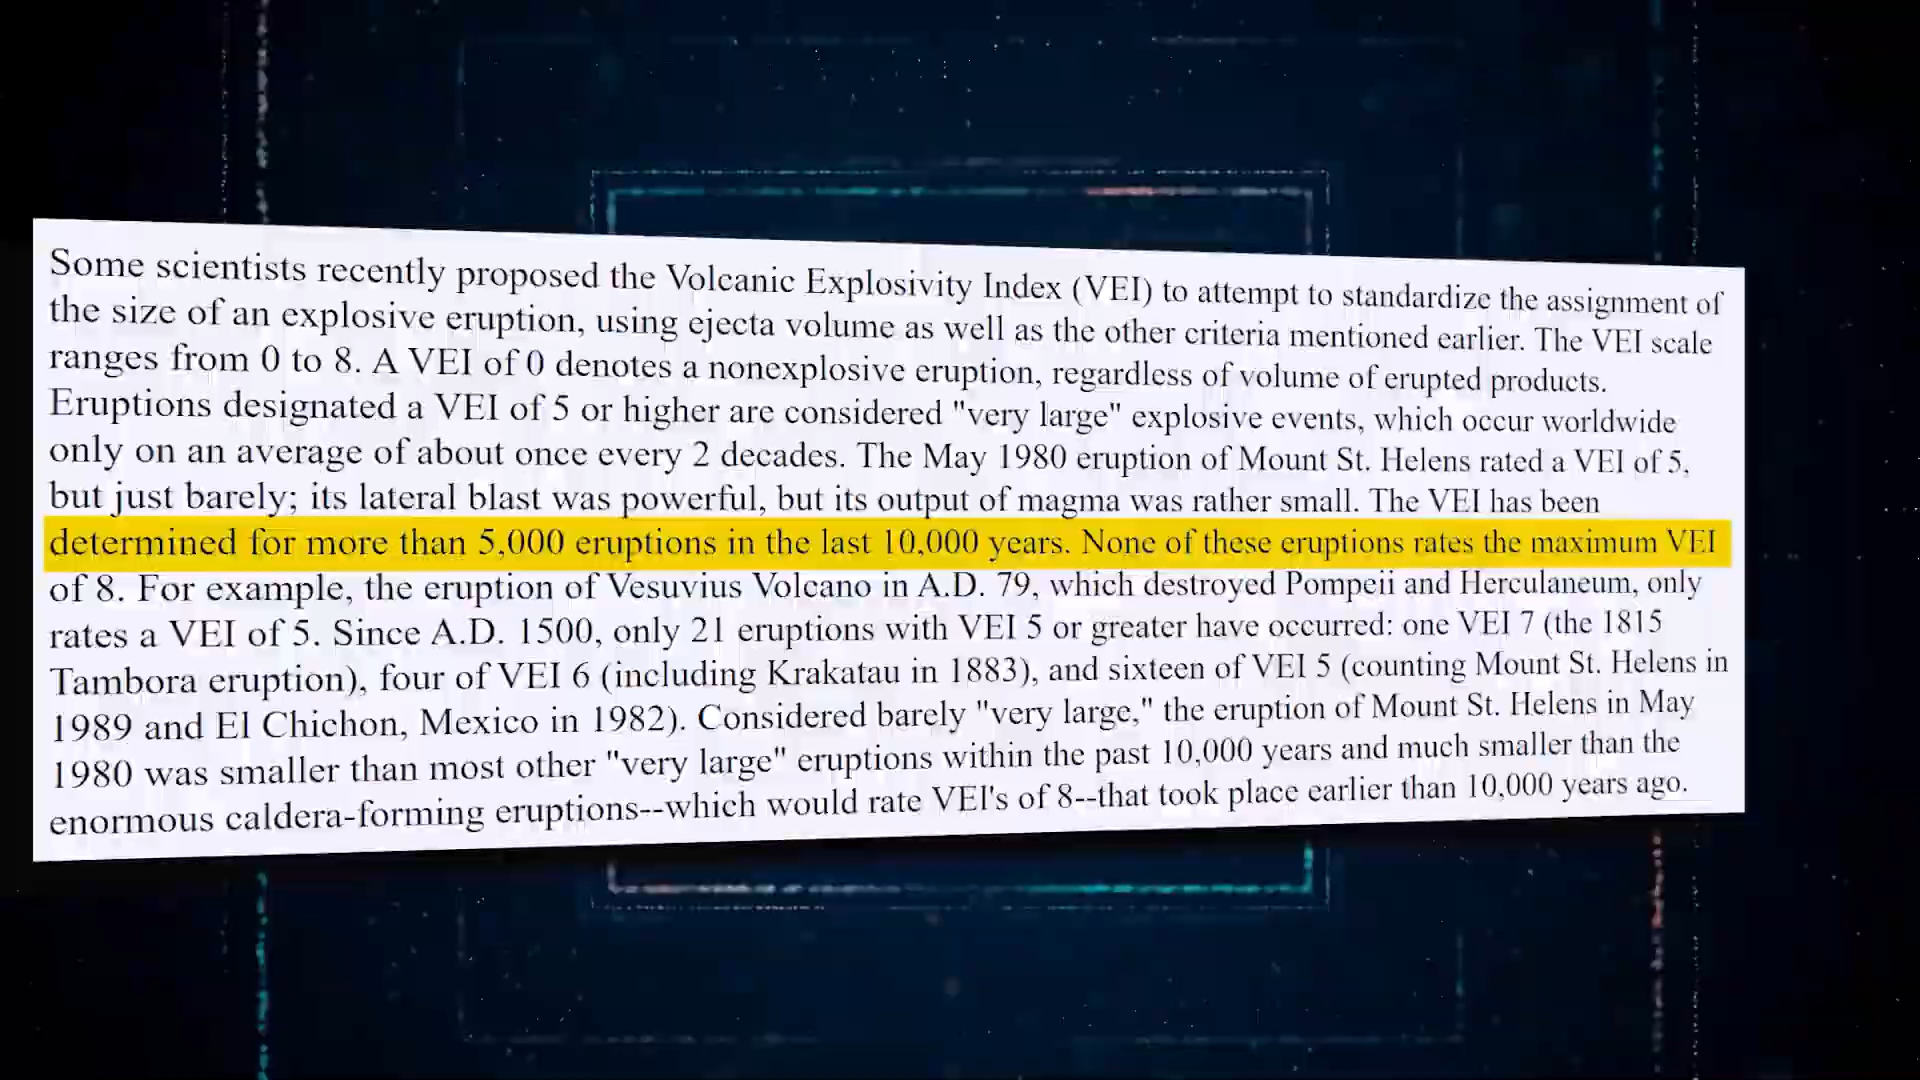 Some scientists recently proposed the Volcanic Explosivity Index (VEI) to attempt to standardize the assignment of
the size of an explosive eruption, using ejecta volume as well as the other criteria mentioned earlier. The VEI scale
ranges from 0 to 8. A VEI of 0 denotes a nonexplosive eruption, regardless of volume of erupted products.
Eruptions designated a VEI of 5 or higher are considered "very large" explosive events, which occur worldwide
only on an average of about once every 2 decades. The May 1980 eruption of Mount St. Helens rated a VEI of 5,
but just barely; its lateral blast was powerful, but its output of magma was rather small. The VEI has been
determined for more than 5,000 eruptions in the last 10,000 years. None of these eruptions rates the maximum VEI
of 8. For example, the eruption of Vesuvius Volcano in A.D. 79, which destroyed Pompeii and Herculaneum, only
rates a VEI of 5. Since A.D. 1500, only 21 eruptions with VEI 5 or greater have occurred: one VEI 7 (the 1815
Tambora eruption), four of VEI 6 (including Krakatau in 1883), and sixteen of VEI 5 (counting Mount St. Helens in
1989 and El Chichon, Mexico in 1982). Considered barely "very large," the eruption of Mount St. Helens in May
1980 was smaller than most other "very large" eruptions within the past 10,000 years and much smaller than the
enormous caldera-forming eruptions--which would rate VEI's of 8--that took place earlier than 10,000 years ago.